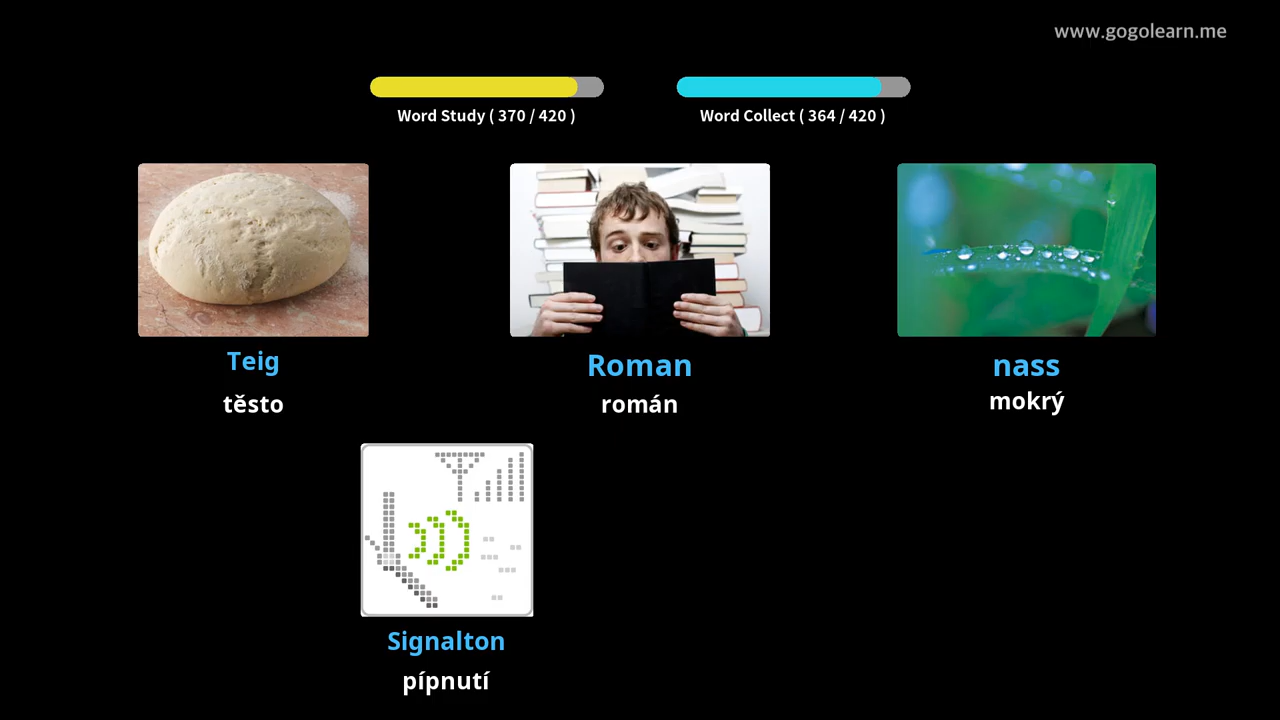 www.gogolearn.me
Word Study ( 370 / 420 )
Word Collect ( 364 / 420 )
Teig
těsto
Roman
román
nass
mokrý
Signalton
pípnutí